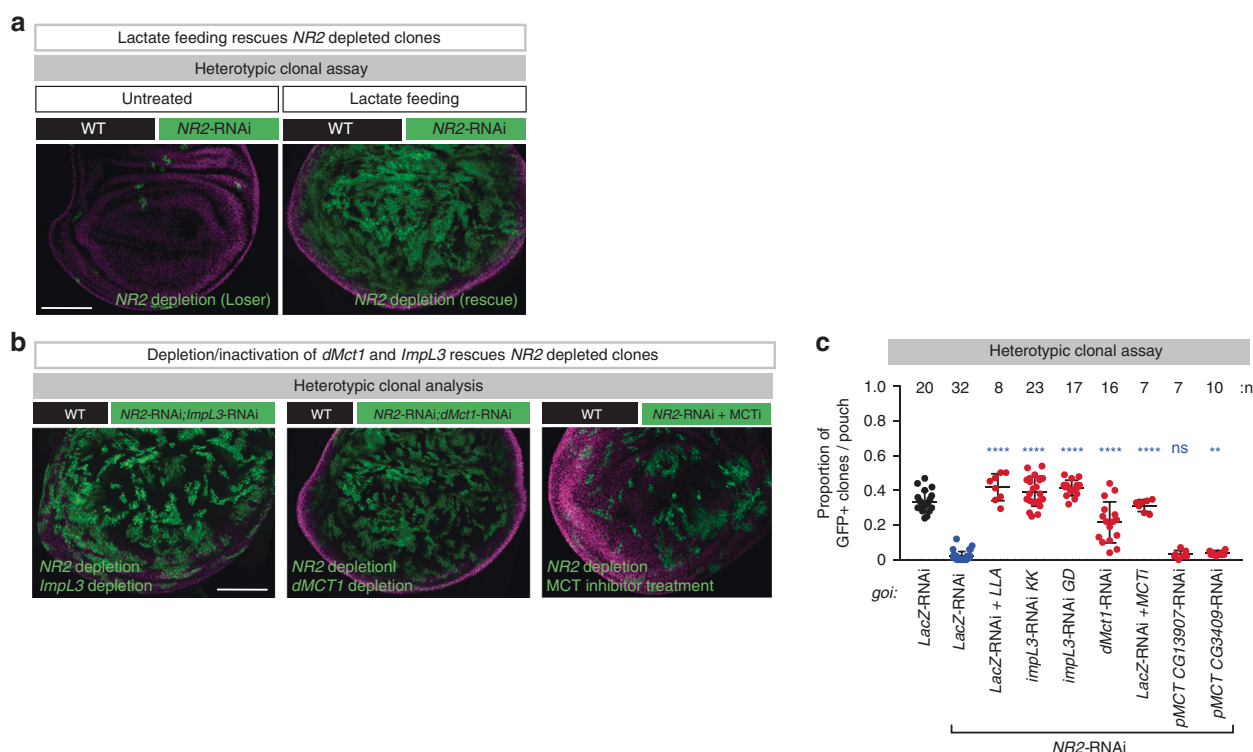 a
Lactate feeding rescues NR2 depleted clones
Heterotypic clonal assay
Untreated
Lactate feeding
WT
NR2-RNAi
WT
NR2-RNAi
NR2 depletion (Loser)
NR2 depletion (rescue)
b
Depletion/inactivation of dMct1 and ImpL3 rescues NR2 depleted clones
Heterotypic clonal analysis
WT
NR2-RNAi;ImpL3-RNAi
WT
NR2-RNAi;dMct1-RNAi
WT
NR2-RNAi + MCTi
NR2 depletion
ImpL3 depletion
NR2 depletionl
dMCT1 depletion
NR2 depletion
MCT inhibitor treatment
c
Heterotypic clonal assay
20 32 8 23 17 16 7 7 10 :n
**** **** **** **** **** ns **
Proportion of
GFP+ clones / pouch
1.0
0.8
0.6
0.4
0.2
0
goi:
LacZ-RNAi
LacZ-RNAi
LacZ-RNAi + LLA
impL3-RNAi KK
impL3-RNAi GD
dMct1-RNAi
LacZ-RNAi +MCTi
pMCT CG13907-RNAi
pMCT CG3409-RNAi
NR2-RNAi